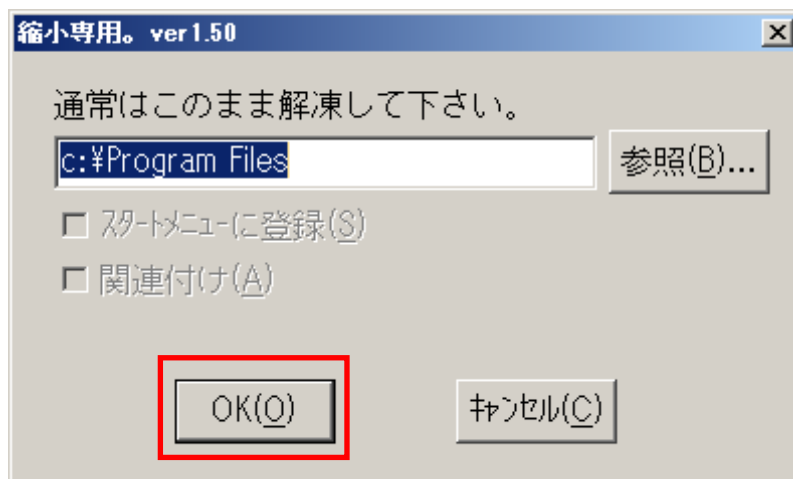 縮小専用。 ver1.50
通常はこのまま解凍して下さい。
c:¥Program Files
参照(B)...
スタートメニューに登録(S)
関連付け(A)
OK(O)
キャンセル(C)